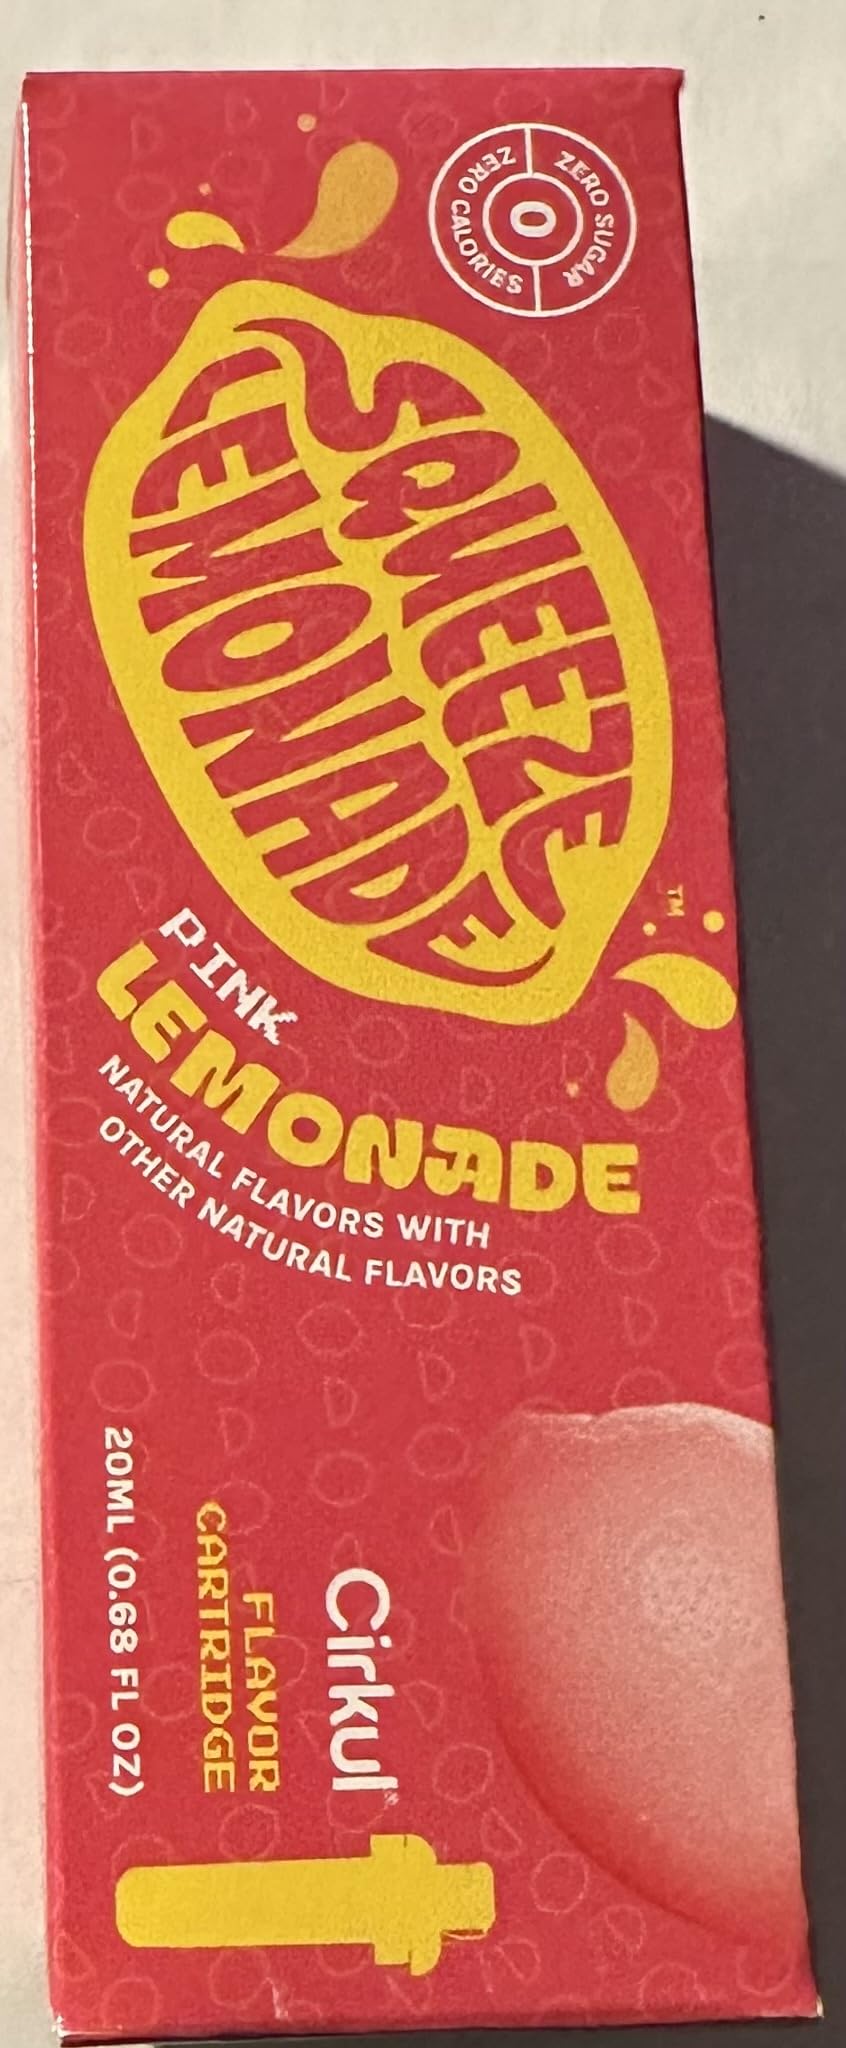 ZERO SUGAR
ZERO CALORIES
0
SQUEEZE
LEMONADE
TM
PINK
LEMONADE
NATURAL FLAVORS WITH
OTHER NATURAL FLAVORS
Cirkul®
FLAVOR
CARTRIDGE
20ML (0.68 FL OZ)